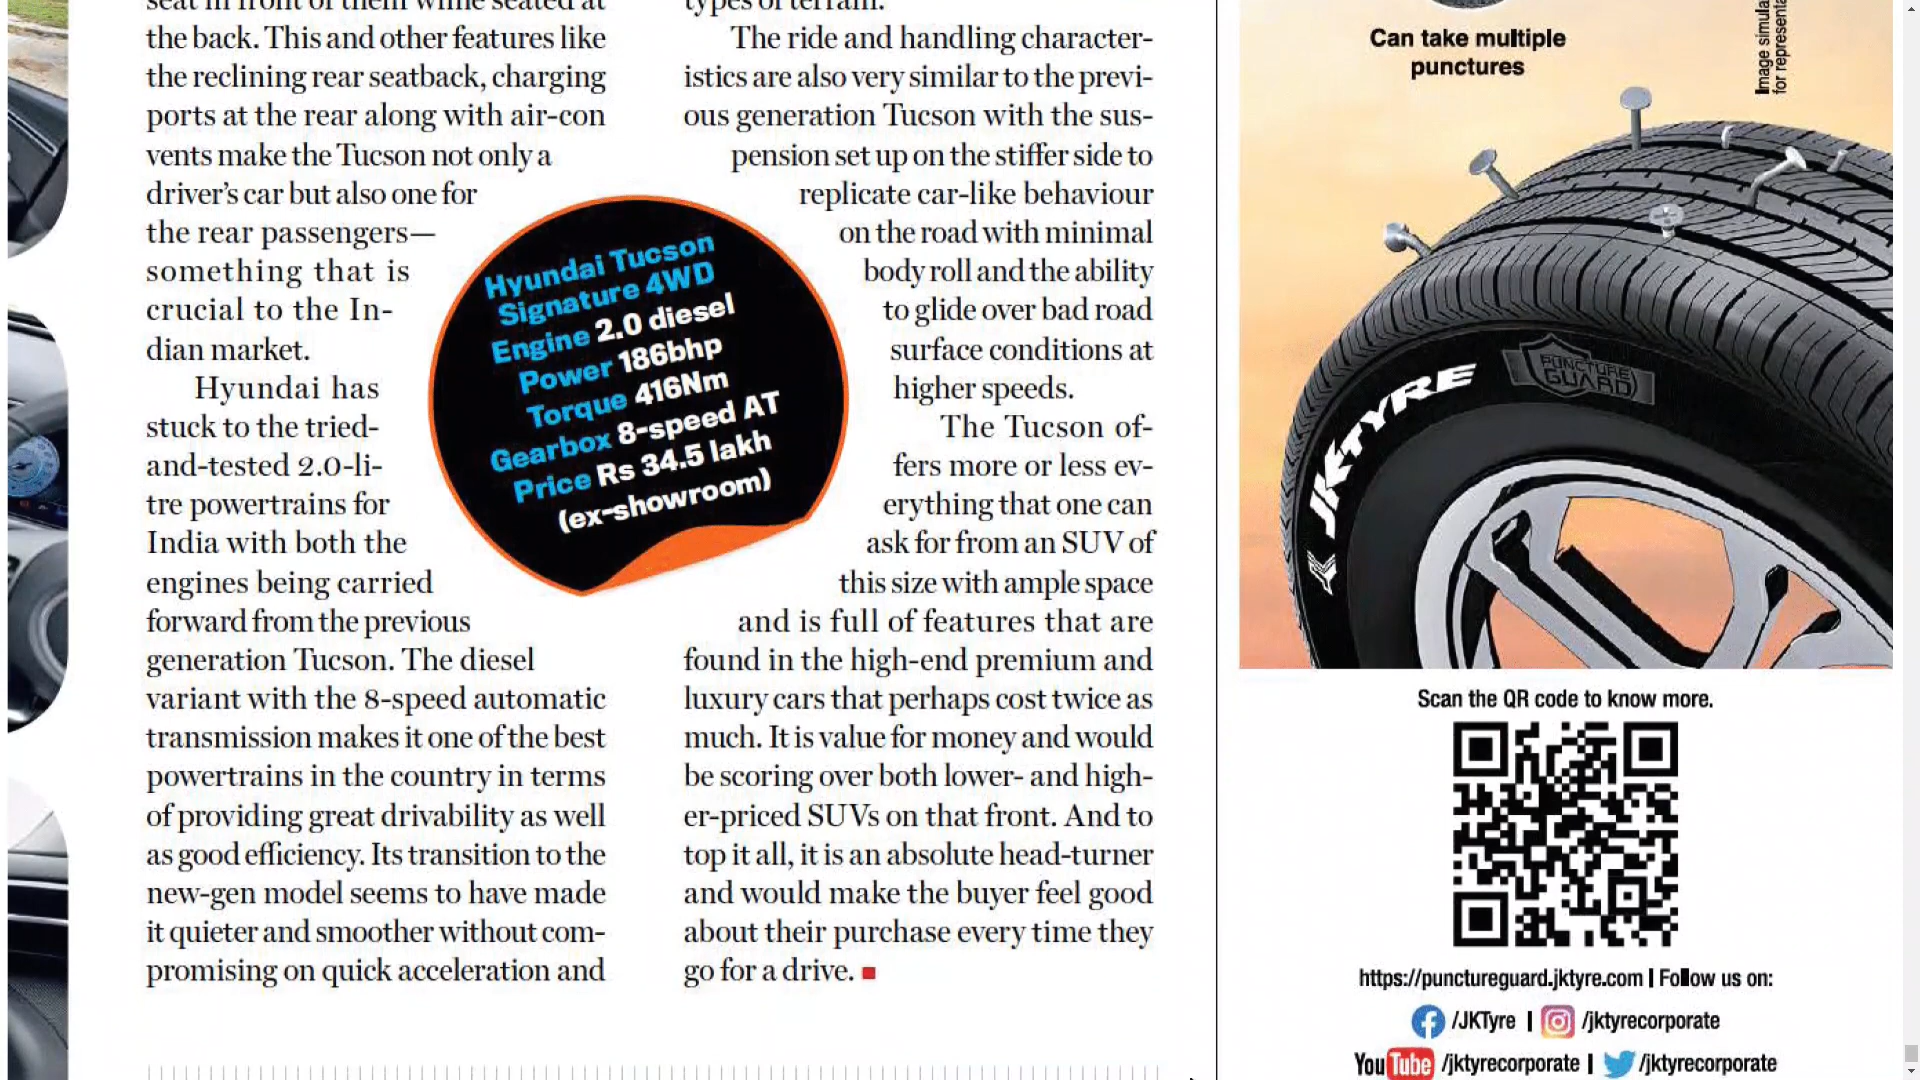 seat in front of them while seated at
the back. This and other features like
the reclining rear seatback, charging
ports at the rear along with air-con
vents make the Tucson not only a
driver's car but also one for
the rear passengers—
something that is
crucial to the In-
dian market.
Hyundai has
stuck to the tried-
and-tested 2.0-li-
tre powertrains for
India with both the
engines being carried
forward from the previous
generation Tucson. The diesel
variant with the 8-speed automatic
transmission makes it one of the best
powertrains in the country in terms
of providing great drivability as well
as good efficiency. Its transition to the
new-gen model seems to have made
it quieter and smoother without com-
promising on quick acceleration and
Hyundai Tucson
Signature 4WD
Engine 2.0 diesel
Power 186bhp
Torque 416Nm
Gearbox 8-speed AT
Price Rs 34.5 lakh
(ex-showroom)
types of terrain.
The ride and handling character-
istics are also very similar to the previ-
ous generation Tucson with the sus-
pension set up on the stiffer side to
replicate car-like behaviour
on the road with minimal
body roll and the ability
to glide over bad road
surface conditions at
higher speeds.
The Tucson of-
fers more or less ev-
erything that one can
ask for from an SUV of
this size with ample space
and is full of features that are
found in the high-end premium and
luxury cars that perhaps cost twice as
much. It is value for money and would
be scoring over both lower- and high-
er-priced SUVs on that front. And to
top it all, it is an absolute head-turner
and would make the buyer feel good
about their purchase every time they
go for a drive.
Can take multiple
punctures
Image
for
JKTYRE
PUNCTURE
GUARD
Scan the QR code to know more.
https://punctureguard.jktyre.com | Follow us on:
/JKTyre | /jktyrecorporate
YouTube /jktyrecorporate | /jktyrecorporate